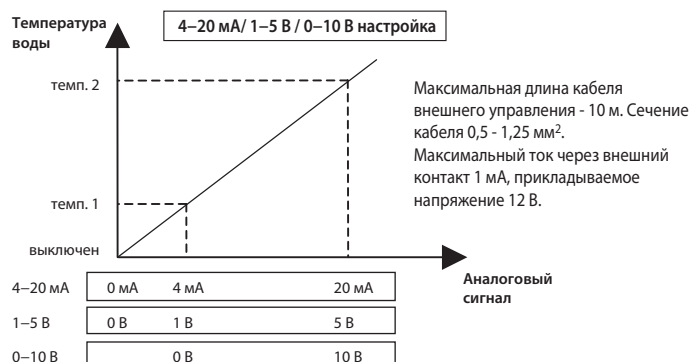 Температура
воды
4–20 мА/ 1–5 В / 0–10 В настройка
темп. 2
Максимальная длина кабеля
внешнего управления - 10 м. Сечение
кабеля 0,5 - 1,25 мм².
Максимальный ток через внешний
контакт 1 мА, прикладываемое
напряжение 12 В.
темп. 1
выключен
Аналоговый
сигнал
4–20 мА 0 мА 4 мА 20 мА
1–5 В 0 В 1 В 5 В
0–10 В 0 В 10 В